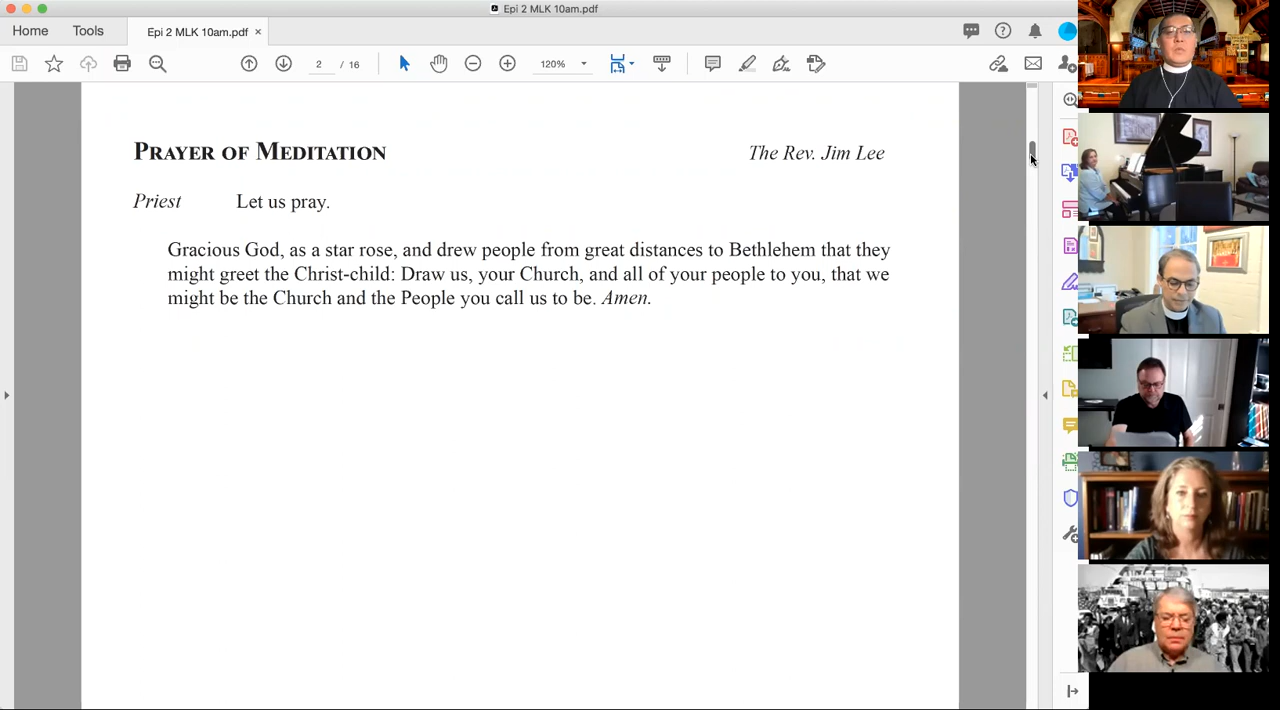 Epi 2 MLK 10am.pdf
Home
Tools
Epi 2 MLK 10am.pdf ×
2 / 16
120%
PRAYER OF MEDITATION
The Rev. Jim Lee
Priest
Let us pray.
Gracious God, as a star rose, and drew people from great distances to Bethlehem that they
might greet the Christ-child: Draw us, your Church, and all of your people to you, that we
might be the Church and the People you call us to be. Amen.